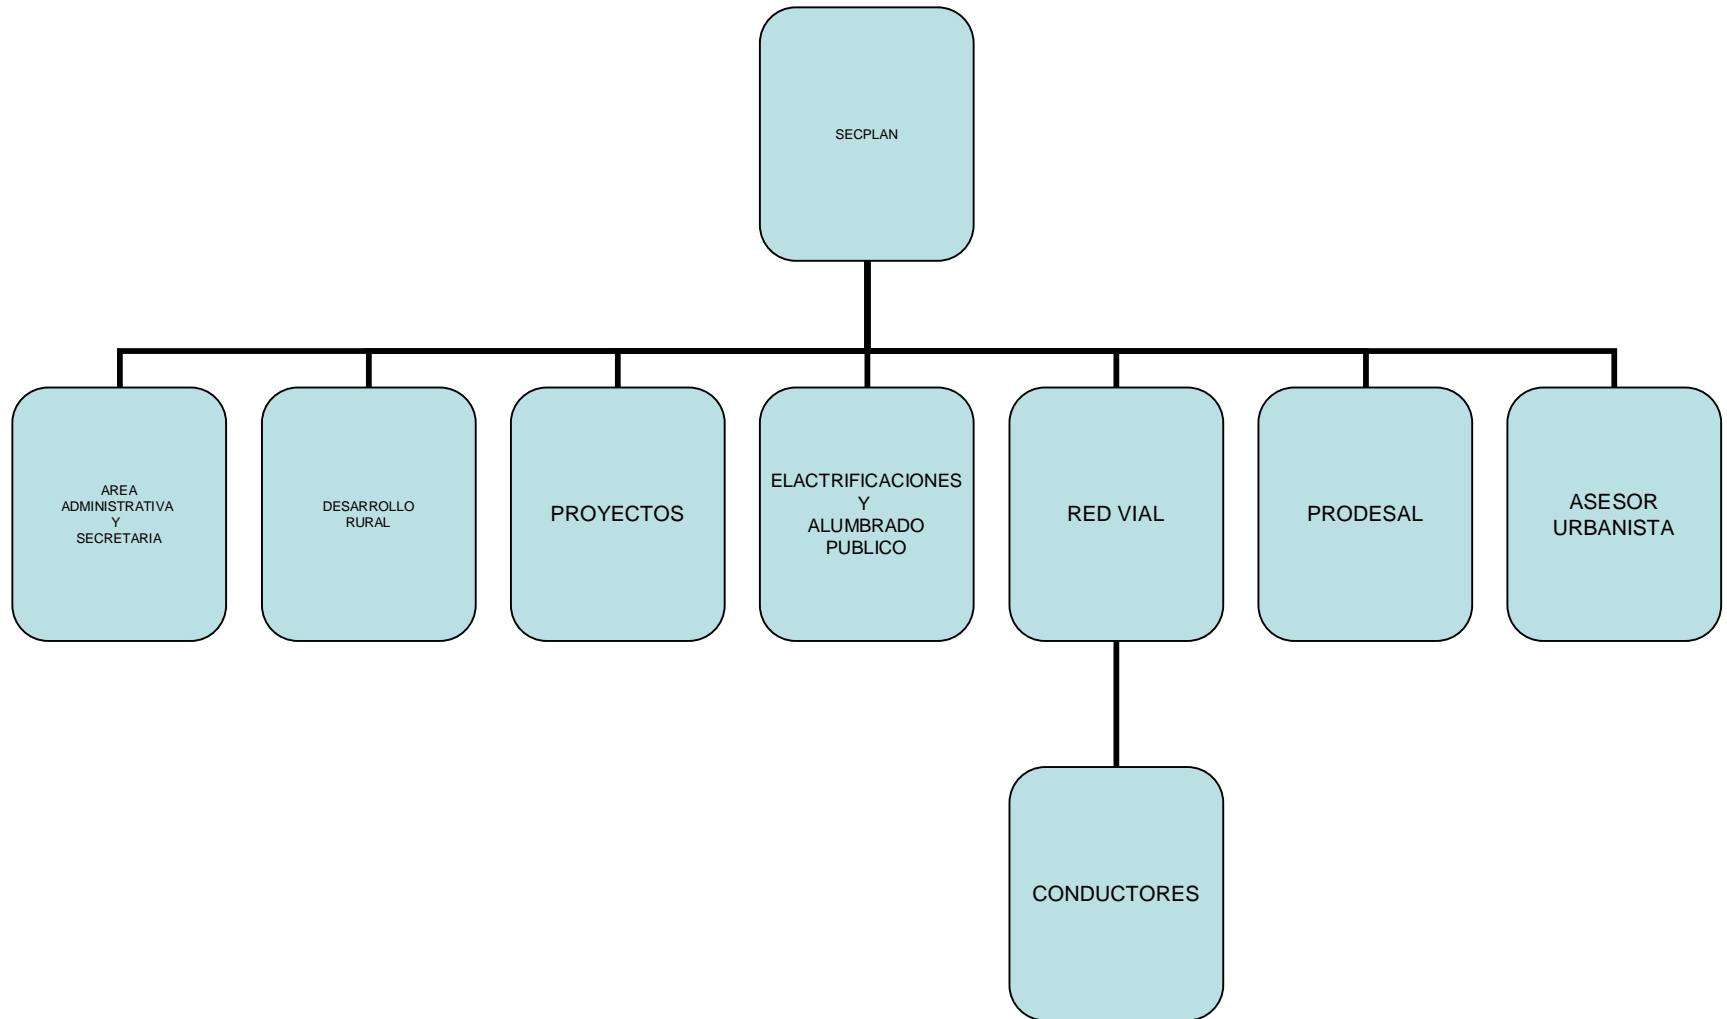 SECPLAN
AREA
ADMINISTRATIVA
Y
SECRETARIA
DESARROLLO
RURAL
PROYECTOS
ELACTRIFICACIONES
Y
ALUMBRADO
PUBLICO
RED VIAL
PRODESAL
ASESOR
URBANISTA
CONDUCTORES